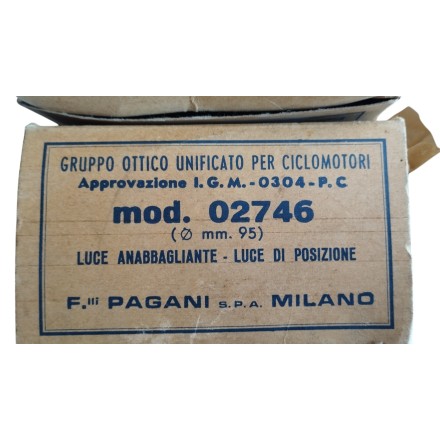 GRUPPO OTTICO UNIFICATO PER CICLOMOTORI
Approvazione I.G.M.-0304-P.C
mod. 02746
(Ø mm. 95)
LUCE ANABBAGLIANTE - LUCE DI POSIZIONE
F.lli PAGANI S.P.A. MILANO